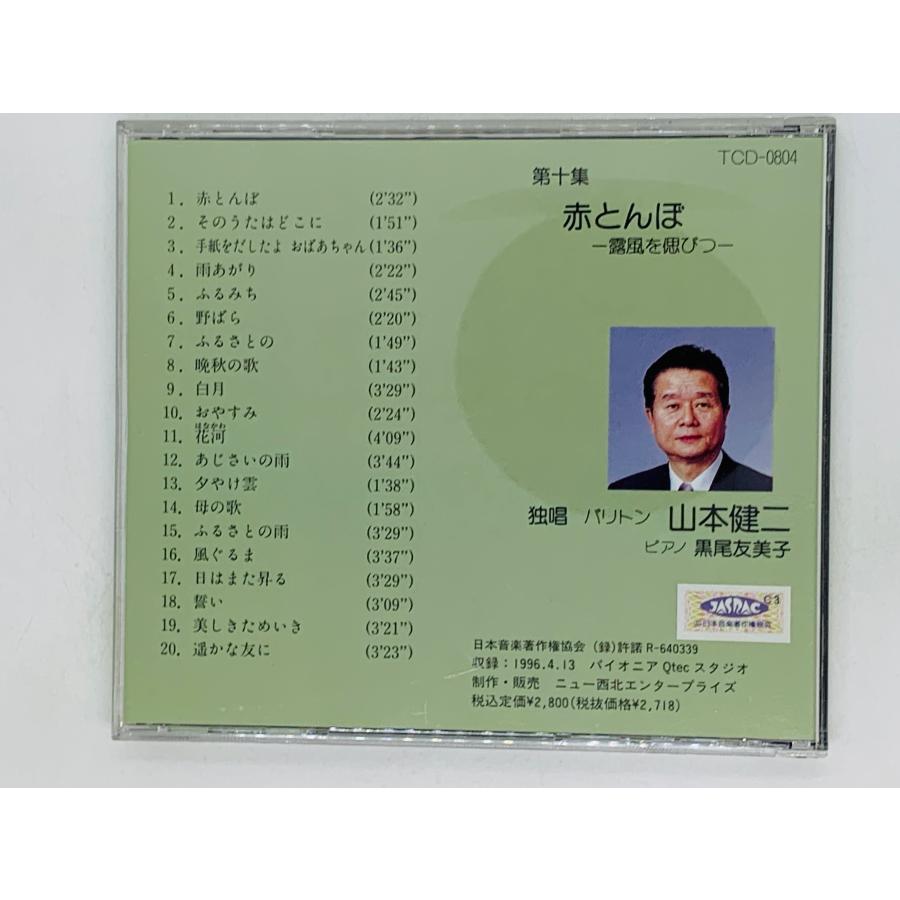 TCD-0804
第十集
赤とんぼ
―露風を偲びつ―
1. 赤とんぼ (2'32")
2. そのうたはどこに (1'51")
3. 手紙をだしたよ おばあちゃん (1'36")
4. 雨あがり (2'22")
5. ふるみち (2'45")
6. 野ばら (2'20")
7. ふるさとの (1'49")
8. 晩秋の歌 (1'43")
9. 白月 (3'29")
10. おやすみ (2'24")
11. 花河 (4'09")
12. あじさいの雨 (3'44")
13. 夕やけ雲 (1'38")
14. 母の歌 (1'58")
15. ふるさとの雨 (3'29")
16. 風ぐるま (3'37")
17. 日はまた昇る (3'29")
18. 誓い (3'09")
19. 美しきためいき (3'21")
20. 遥かな友に (3'23")
独唱 バリトン 山本健二
ピアノ 黒尾友美子
C3
JASRAC
日本音楽著作権協会
日本音楽著作権協会 (録)許諾 R-640339
収録：1996.4.13 パイオニア Qtec スタジオ
制作・販売 ニュー西北エンタープライズ
税込定価¥2,800(税抜価格¥2,718)